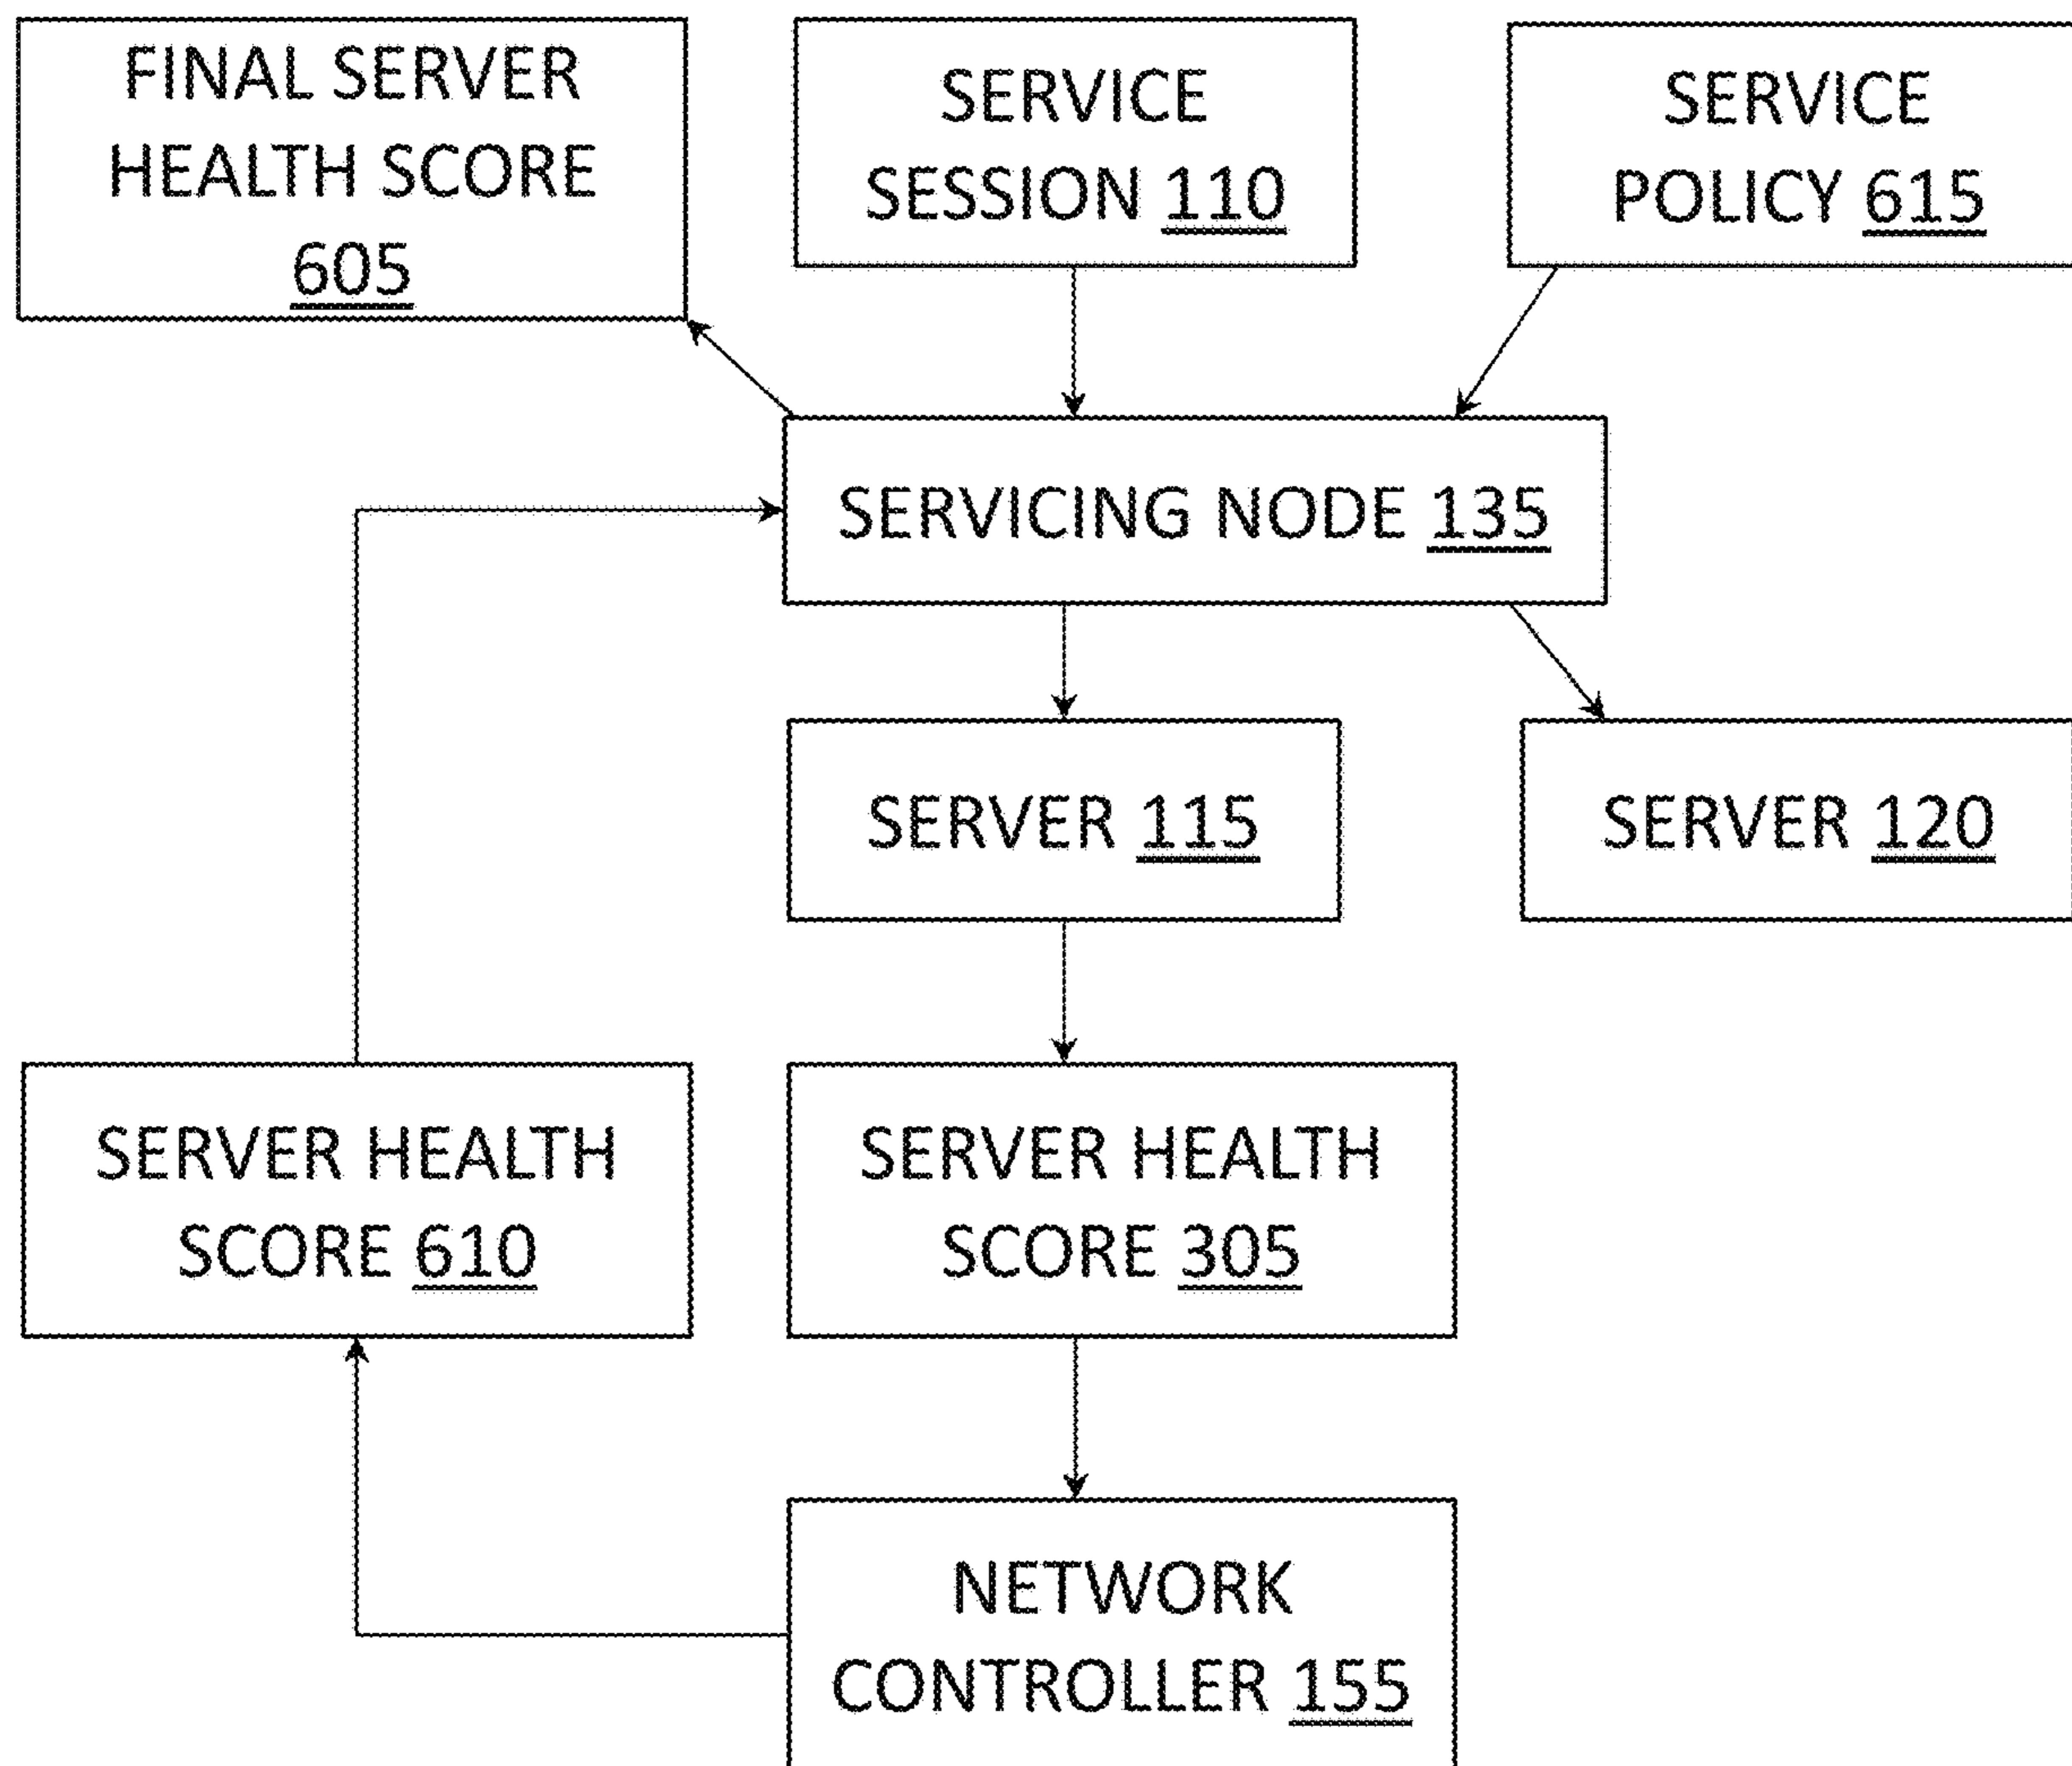 FINAL SERVER
HEALTH SCORE
605
SERVICE
SESSION 110
SERVICE
POLICY 615
SERVICING NODE 135
SERVER 115
SERVER 120
SERVER HEALTH
SCORE 610
SERVER HEALTH
SCORE 305
NETWORK
CONTROLLER 155